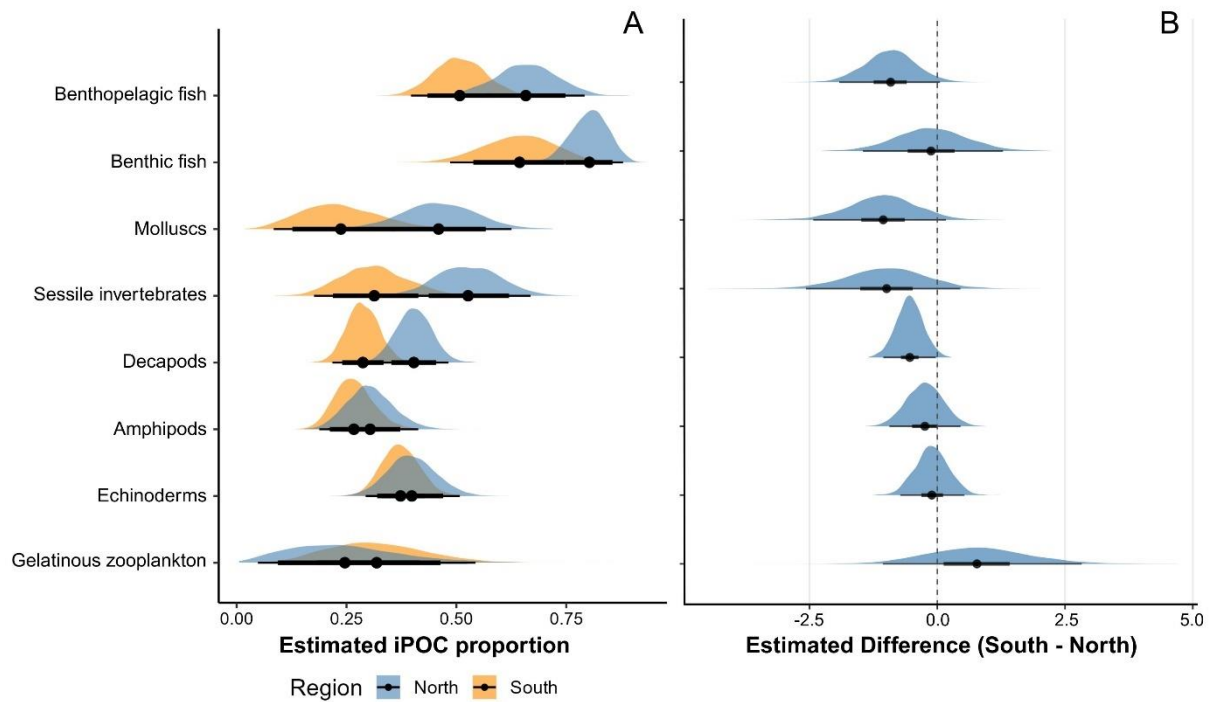 A
B
Benthopelagic fish
Benthic fish
Molluscs
Sessile invertebrates
Decapods
Amphipods
Echinoderms
Gelatinous zooplankton
0.00 0.25 0.50 0.75
-2.5 0.0 2.5 5.0
Estimated iPOC proportion
Estimated Difference (South - North)
Region North South